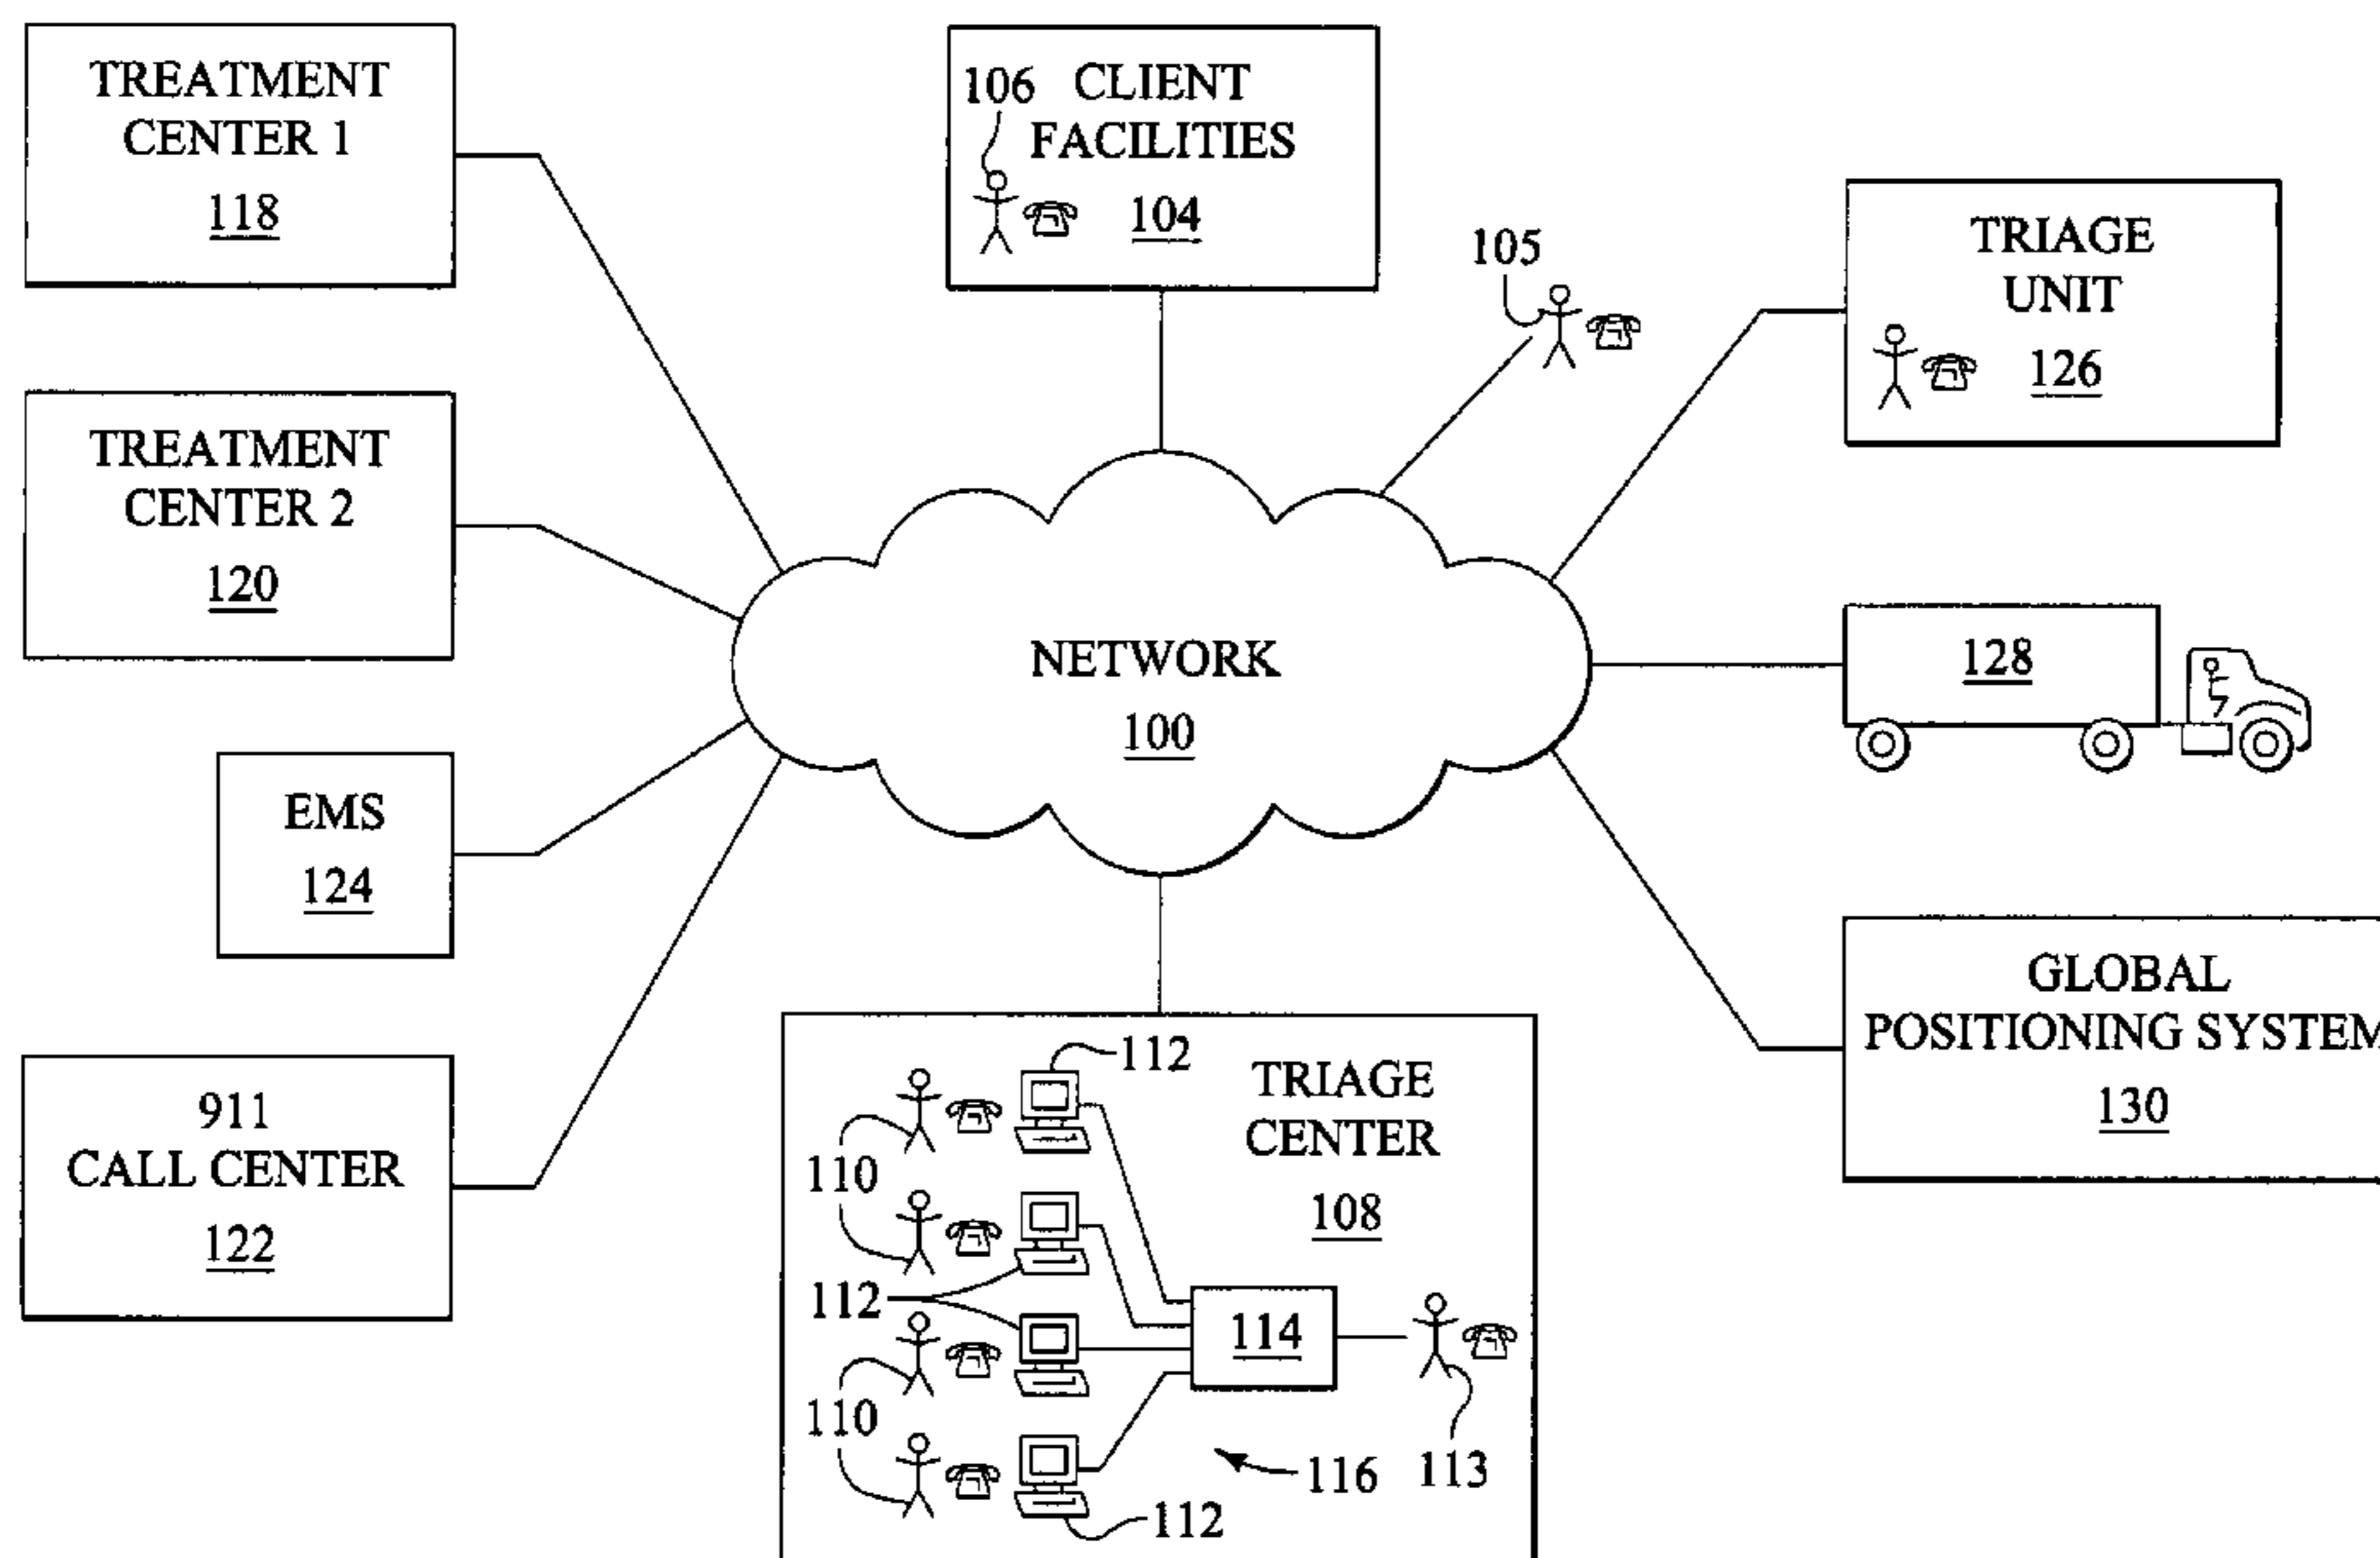 TREATMENT
CENTER 1
118
106
CLIENT
FACILITIES
104
105
TRIAGE
UNIT
126
TREATMENT
CENTER 2
120
NETWORK
100
128
EMS
124
911
CALL CENTER
122
GLOBAL
POSITIONING SYSTEM
130
112
TRIAGE
CENTER
108
110
112
114
110
116
113
112